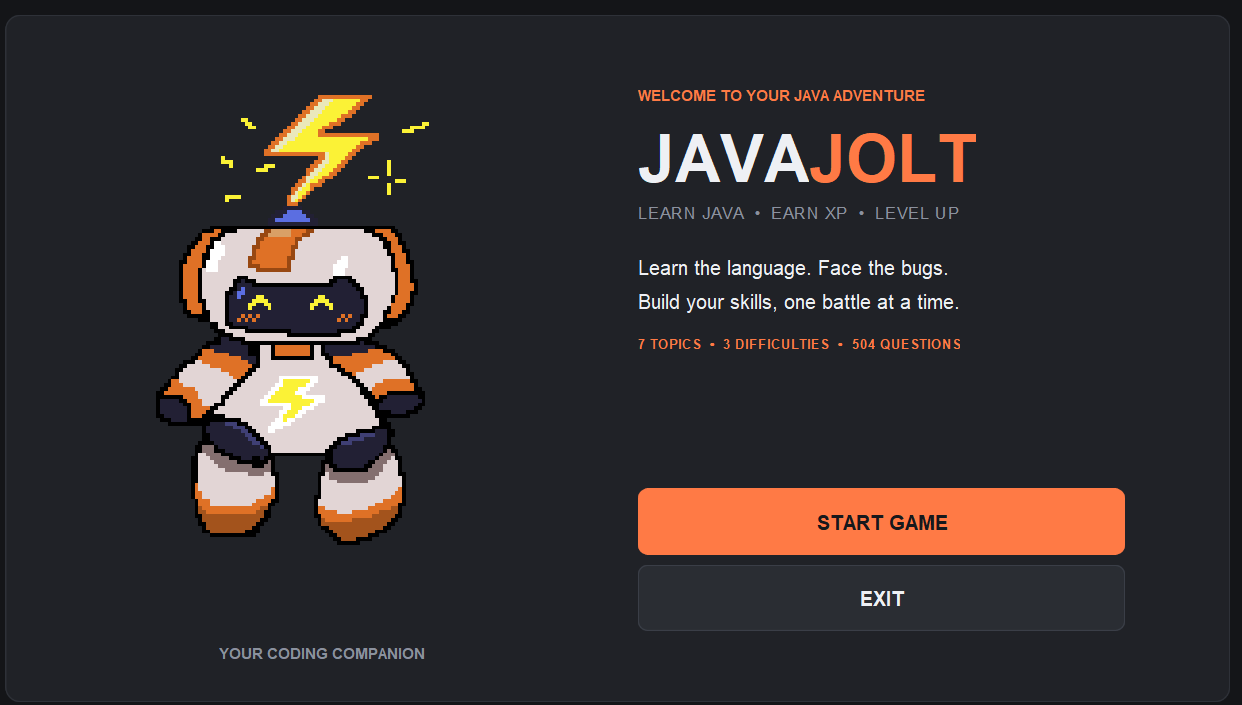 WELCOME TO YOUR JAVA ADVENTURE
JAVAJOLT
LEARN JAVA • EARN XP • LEVEL UP
Learn the language. Face the bugs.
Build your skills, one battle at a time.
7 TOPICS • 3 DIFFICULTIES • 504 QUESTIONS
START GAME
EXIT
YOUR CODING COMPANION